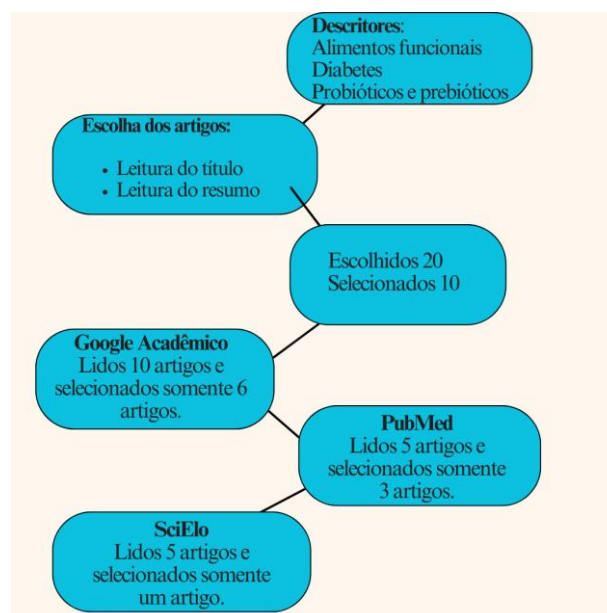 Descritores:
Alimentos funcionais
Diabetes
Probióticos e prebióticos
Escolha dos artigos:
• Leitura do título
• Leitura do resumo
Escolhidos 20
Selecionados 10
Google Acadêmico
Lidos 10 artigos e
selecionados somente 6
artigos.
PubMed
Lidos 5 artigos e
selecionados somente
3 artigos.
SciElo
Lidos 5 artigos e
selecionados somente
um artigo.